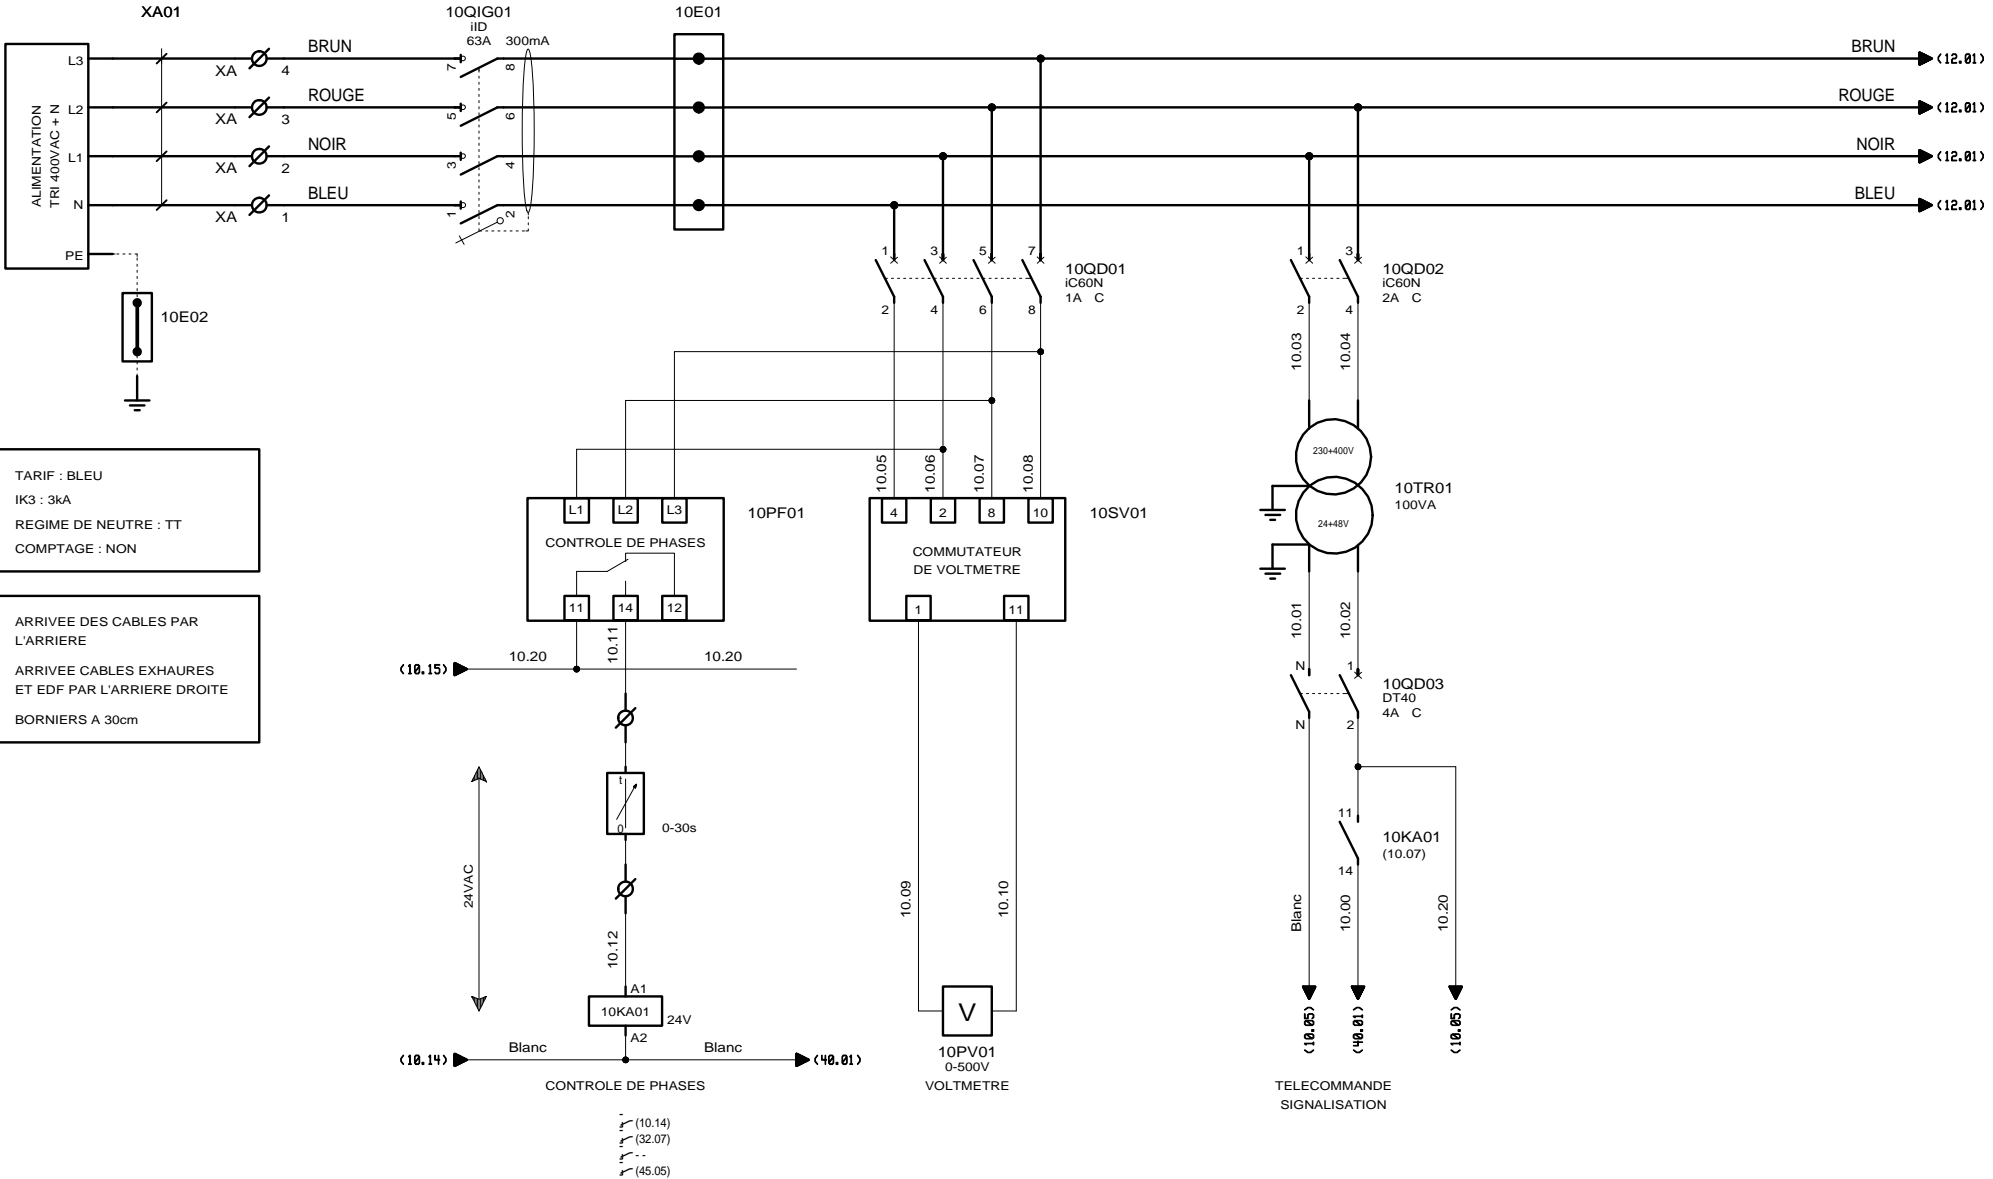 XA01
10QIG01
iID
63A 300mA
10E01
ALIMENTATION
TRI 400VAC + N
L3
XA
4
BRUN
7
8
BRUN
(12.01)
L2
XA
3
ROUGE
5
6
ROUGE
(12.01)
L1
XA
2
NOIR
3
4
NOIR
(12.01)
N
XA
1
BLEU
1
2
BLEU
(12.01)
PE
10E02
1 3 5 7
10QD01
iC60N
1A C
2 4 6 8
1 3
10QD02
iC60N
2A C
2 4
10.03
10.04
TARIF : BLEU
IK3 : 3kA
REGIME DE NEUTRE : TT
COMPTAGE : NON
ARRIVEE DES CABLES PAR
L'ARRIERE
ARRIVEE CABLES EXHAURES
ET EDF PAR L'ARRIERE DROITE
BORNIERS A 30cm
L1 L2 L3
10PF01
CONTROLE DE PHASES
11 14 12
10.11
(10.15)
10.20
10.20
t
0
0-30s
24VAC
10.12
A1
10KA01
24V
A2
(10.14)
Blanc
Blanc
(40.01)
CONTROLE DE PHASES
(10.14)
(32.07)
--
(45.05)
10.05
10.06
10.07
10.08
4 2 8 10
10SV01
COMMUTATEUR
DE VOLTMETRE
1 11
10.09
10.10
V
10PV01
0-500V
VOLTMETRE
230+400V
24+48V
10TR01
100VA
10.01
10.02
N 1
10QD03
DT40
4A C
N 2
11
10KA01
(10.07)
14
Blanc
10.00
10.20
(10.05)
(40.01)
(10.05)
TELECOMMANDE
SIGNALISATION